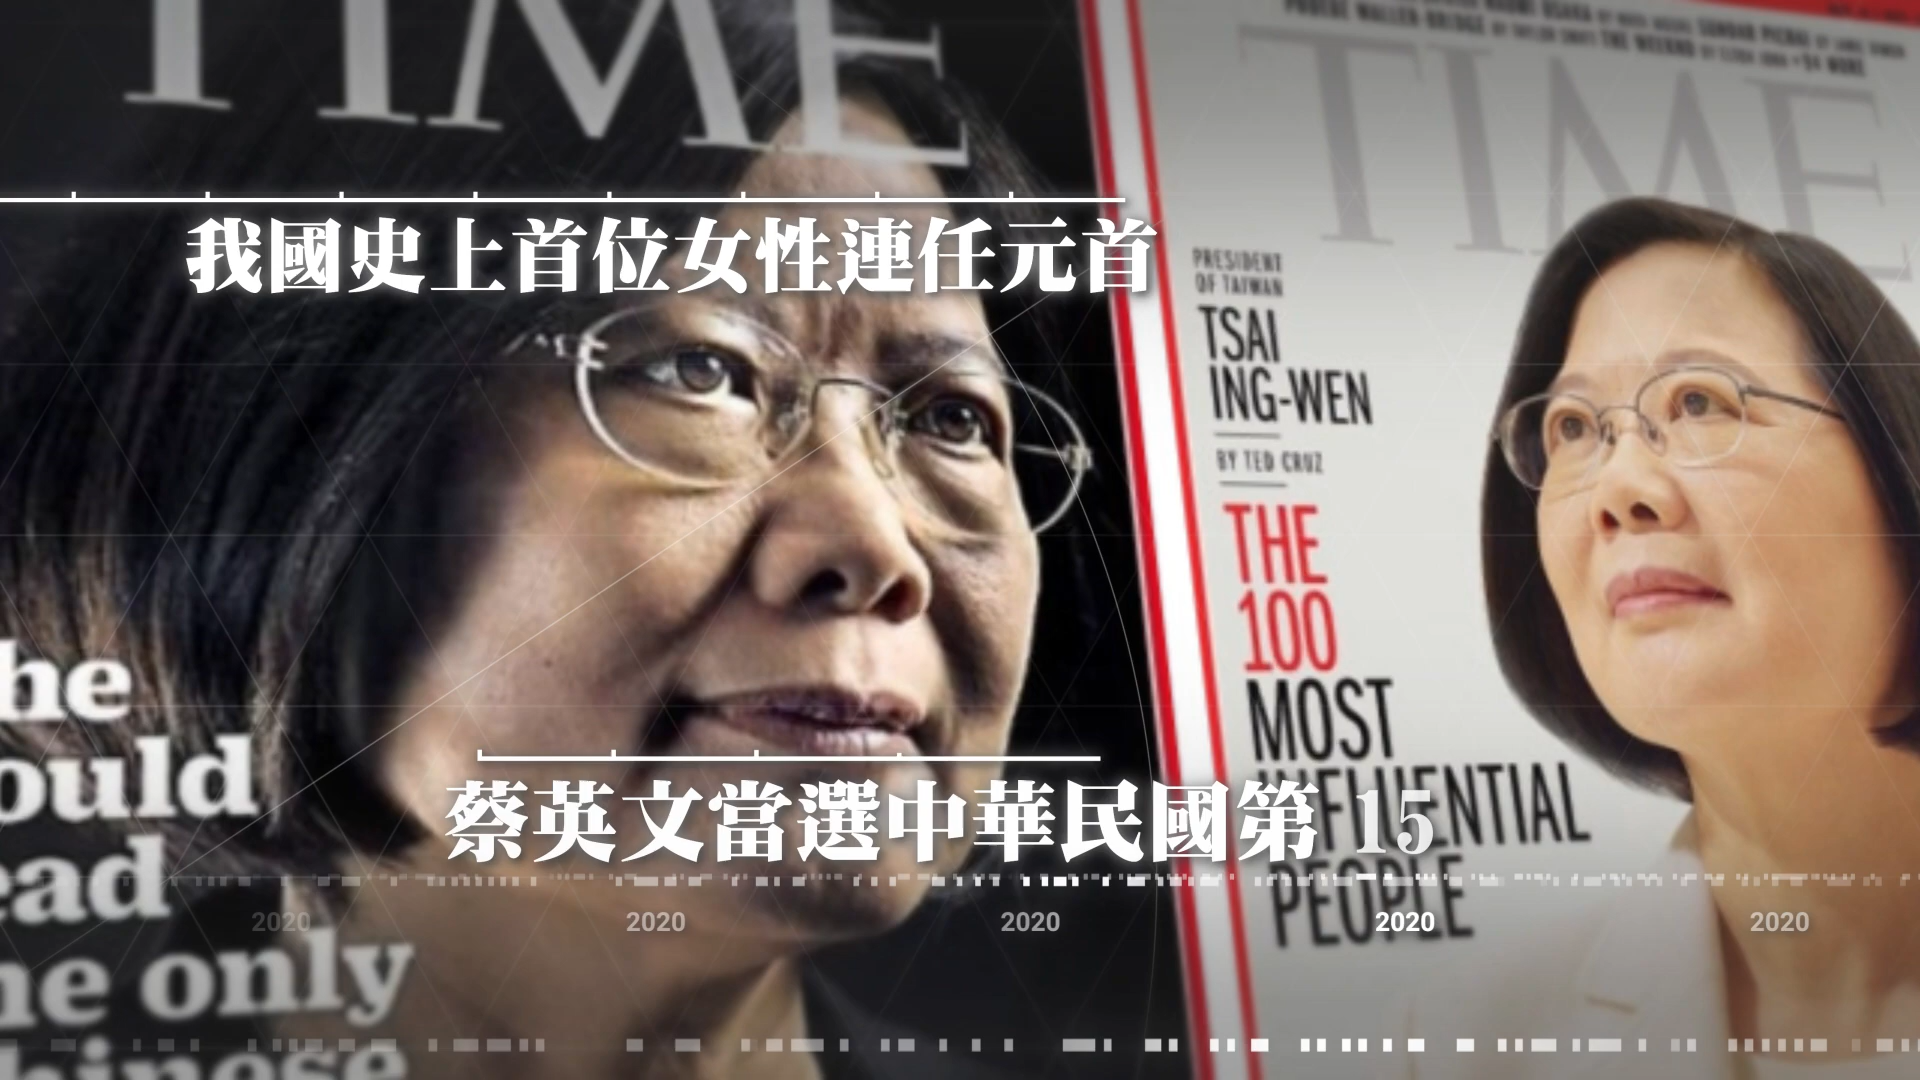 TIME
我國史上首位女性連任元首
he
ould
ead
he only
hinese
蔡英文當選中華民國第 15
TIME
PRESIDENT
OF TAIWAN
TSAI
ING-WEN
BY TED CRUZ
THE
100
MOST
INFLUENTIAL
PEOPLE
2020 2020 2020 2020 2020